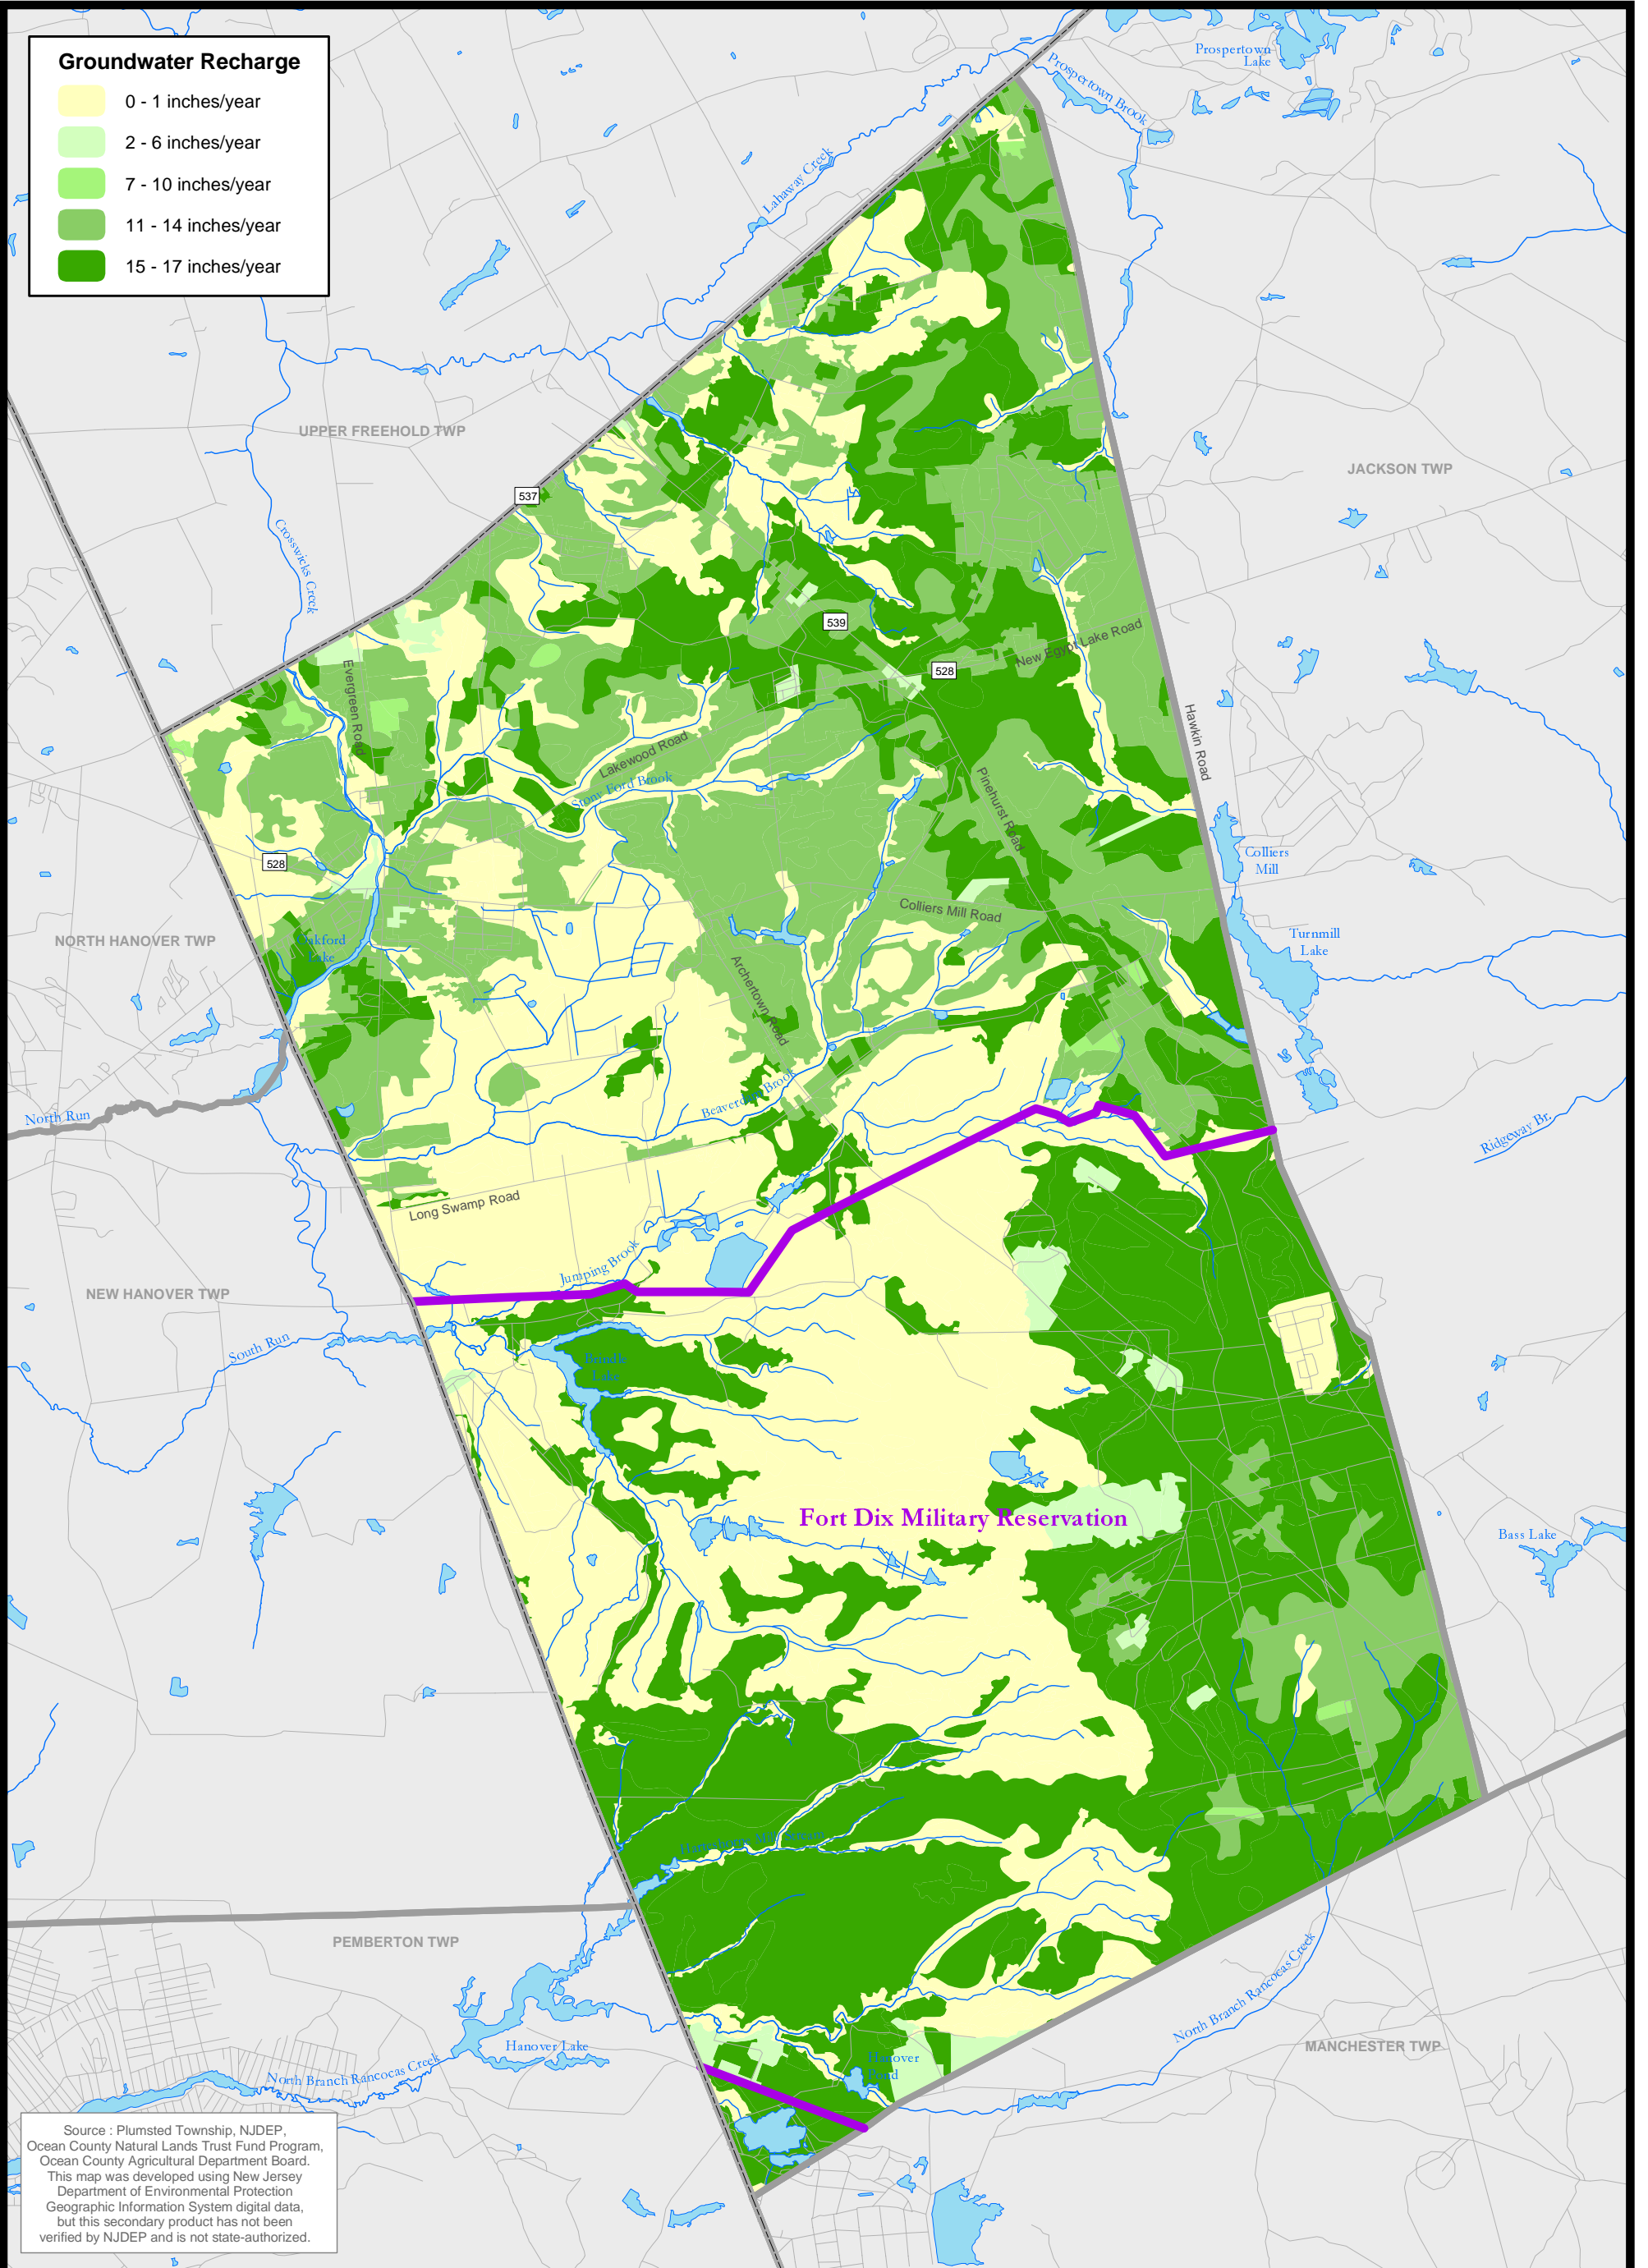 Groundwater Recharge
0 - 1 inches/year
2 - 6 inches/year
7 - 10 inches/year
11 - 14 inches/year
15 - 17 inches/year
Prospertown
Lake
Prospertown Brook
Lahaway Creek
UPPER FREEHOLD TWP
JACKSON TWP
537
Crosswicks Creek
539
528
New Egypt Lake Road
Evergreen Road
Hawkin Road
Lakewood Road
Stony Ford Brook
Pinehurst Road
528
Colliers
Mill
Colliers Mill Road
NORTH HANOVER TWP
Oakford
Lake
Turnmill
Lake
Archertown Road
Beaverdam Brook
North Run
Ridgeway Br.
Long Swamp Road
Jumping Brook
NEW HANOVER TWP
South Run
Brindle
Lake
Fort Dix Military Reservation
Bass Lake
Hartshorne Mill Stream
PEMBERTON TWP
North Branch Rancocas Creek
Hanover Lake
Hanover
Pond
MANCHESTER TWP
North Branch Rancocas Creek
Source : Plumsted Township, NJDEP,
Ocean County Natural Lands Trust Fund Program,
Ocean County Agricultural Department Board.
This map was developed using New Jersey
Department of Environmental Protection
Geographic Information System digital data,
but this secondary product has not been
verified by NJDEP and is not state-authorized.